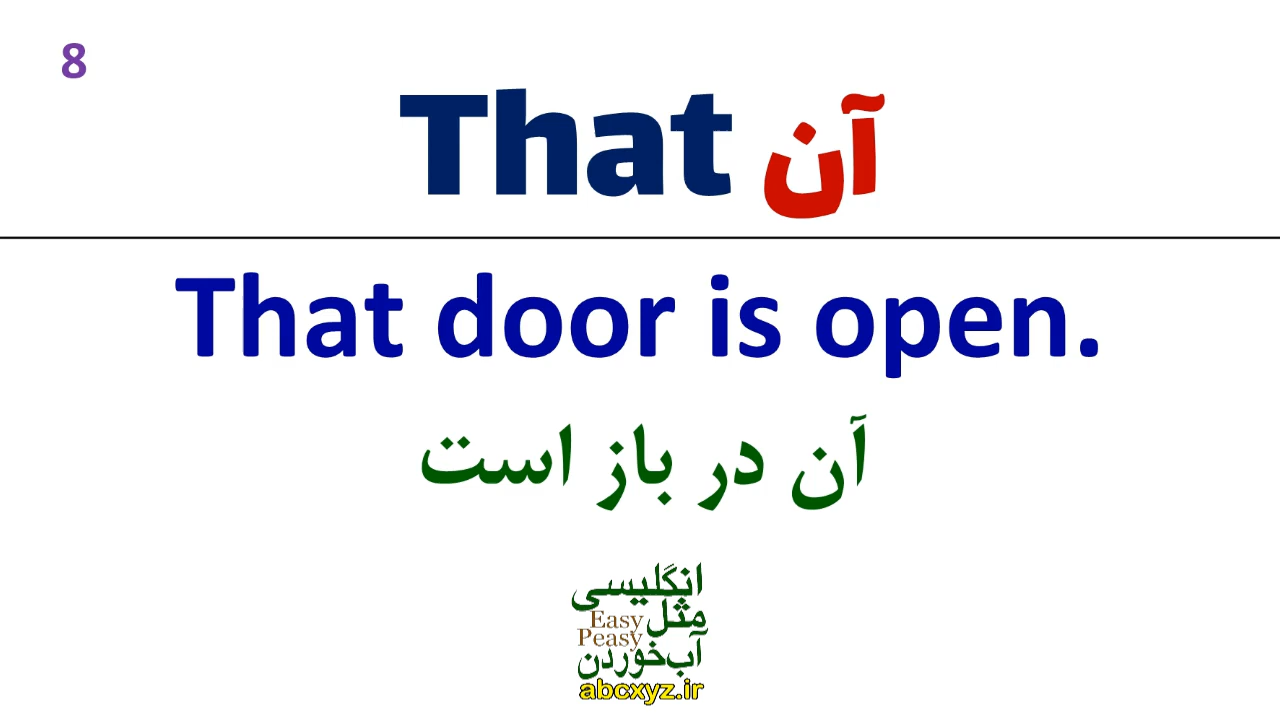 8
That آن
That door is open.
آن در باز است
انگلیسی
مثل
Easy
Peasy
آب‌خوردن
abcxyz.ir